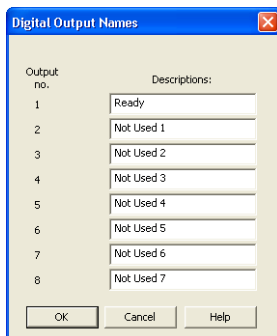 Digital Output Names
Output no.
Descriptions:
1 Ready
2 Not Used 1
3 Not Used 2
4 Not Used 3
5 Not Used 4
6 Not Used 5
7 Not Used 6
8 Not Used 7
OK Cancel Help